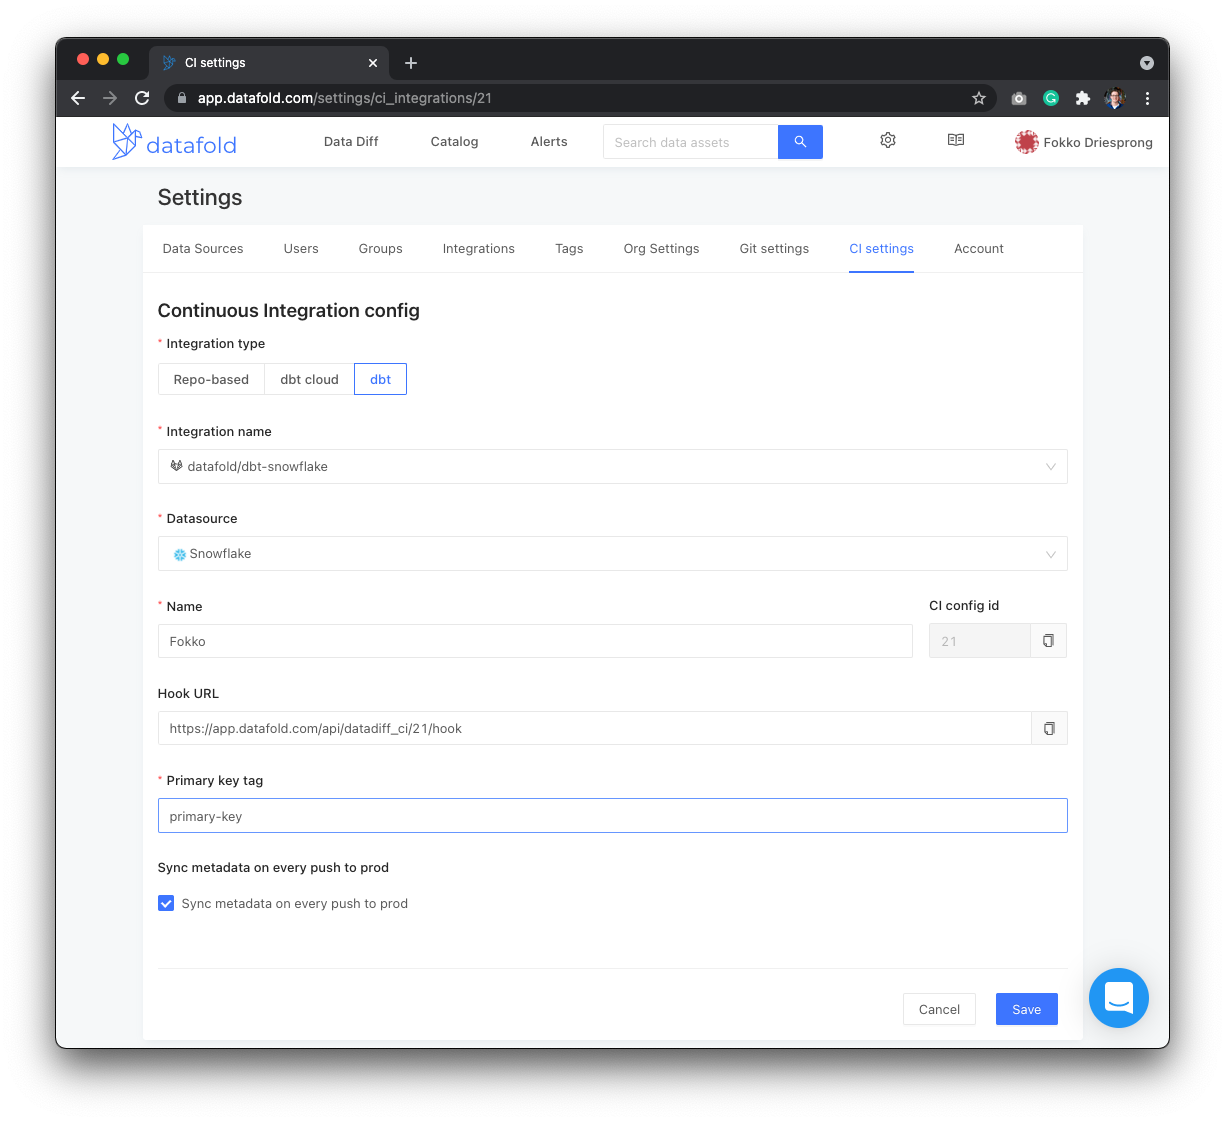 CI settings
app.datafold.com/settings/ci_integrations/21
datafold Data Diff Catalog Alerts Search data assets Fokko Driesprong
Settings
Data Sources Users Groups Integrations Tags Org Settings Git settings CI settings Account
Continuous Integration config
* Integration type
Repo-based dbt cloud dbt
* Integration name
datafold/dbt-snowflake
* Datasource
Snowflake
* Name CI config id
Fokko 21
Hook URL
https://app.datafold.com/api/datadiff_ci/21/hook
* Primary key tag
primary-key
Sync metadata on every push to prod
Sync metadata on every push to prod
Cancel Save